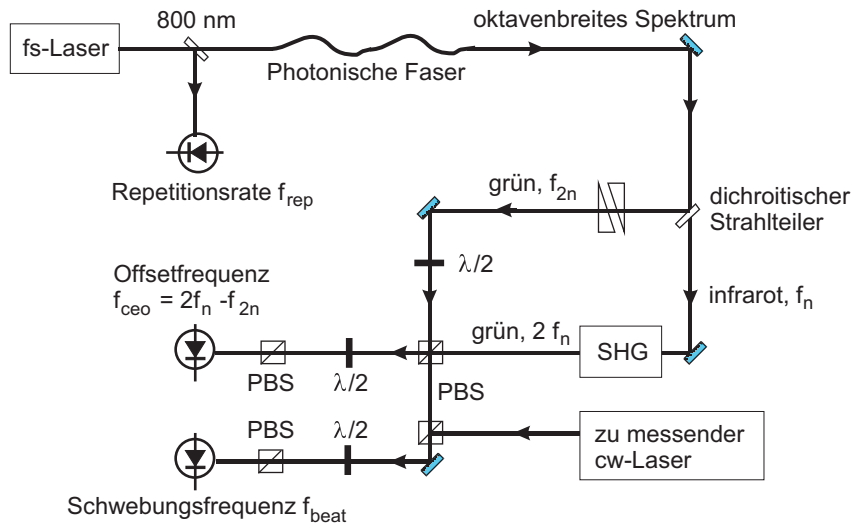 800 nm
oktavenbreites Spektrum
fs-Laser
Photonische Faser
Repetitionsrate f_rep
grün, f_2n
dichroitischer
Strahlteiler
λ/2
Offsetfrequenz
f_ceo = 2f_n -f_2n
infrarot, f_n
grün, 2 f_n
SHG
PBS
λ/2
PBS
PBS
λ/2
zu messender
cw-Laser
Schwebungsfrequenz f_beat